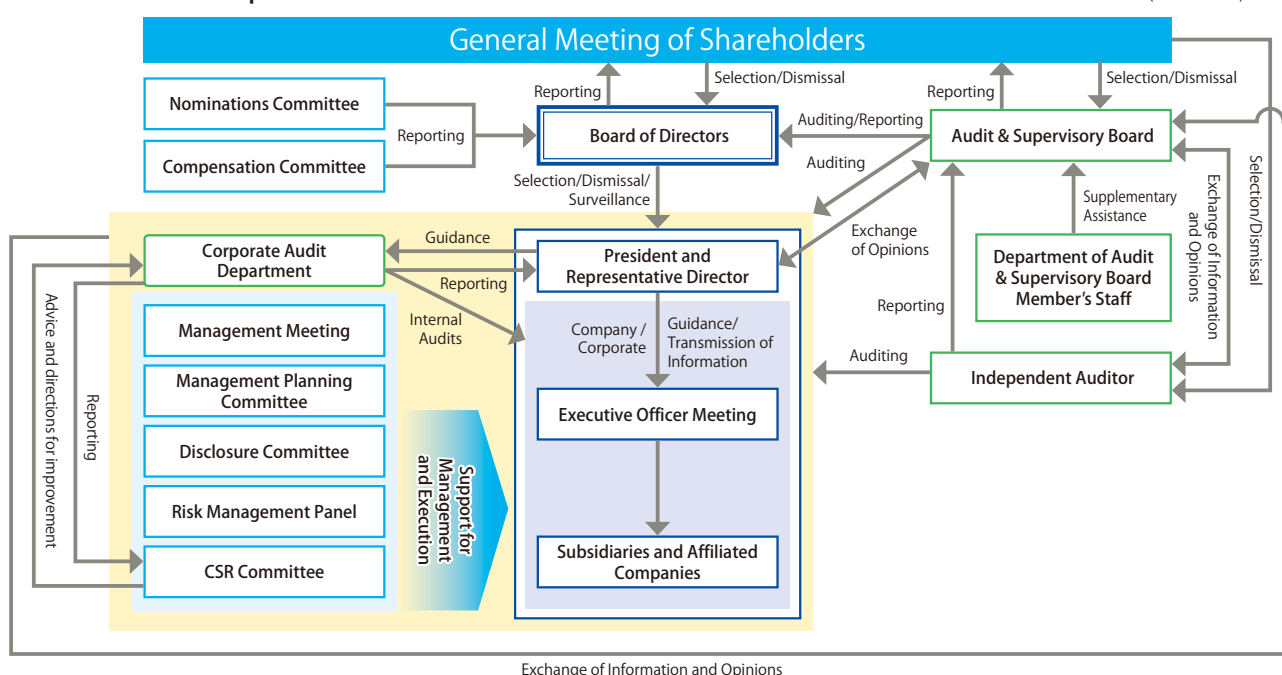 General Meeting of Shareholders
Reporting
Selection/Dismissal
Reporting
Selection/Dismissal
Nominations Committee
Compensation Committee
Reporting
Board of Directors
Auditing/Reporting
Audit & Supervisory Board
Selection/Dismissal/
Surveillance
Auditing
Exchange
of Opinions
Supplementary
Assistance
Exchange of Information
and Opinions
Selection/Dismissal
Corporate Audit
Department
Guidance
Reporting
Internal
Audits
President and
Representative Director
Department of Audit
& Supervisory Board
Member's Staff
Reporting
Auditing
Independent Auditor
Company /
Corporate
Guidance/
Transmission of
Information
Executive Officer Meeting
Subsidiaries and Affiliated
Companies
Management Meeting
Management Planning
Committee
Disclosure Committee
Risk Management Panel
CSR Committee
Support for
Management
and Execution
Advice and directions for improvement
Reporting
Exchange of Information and Opinions